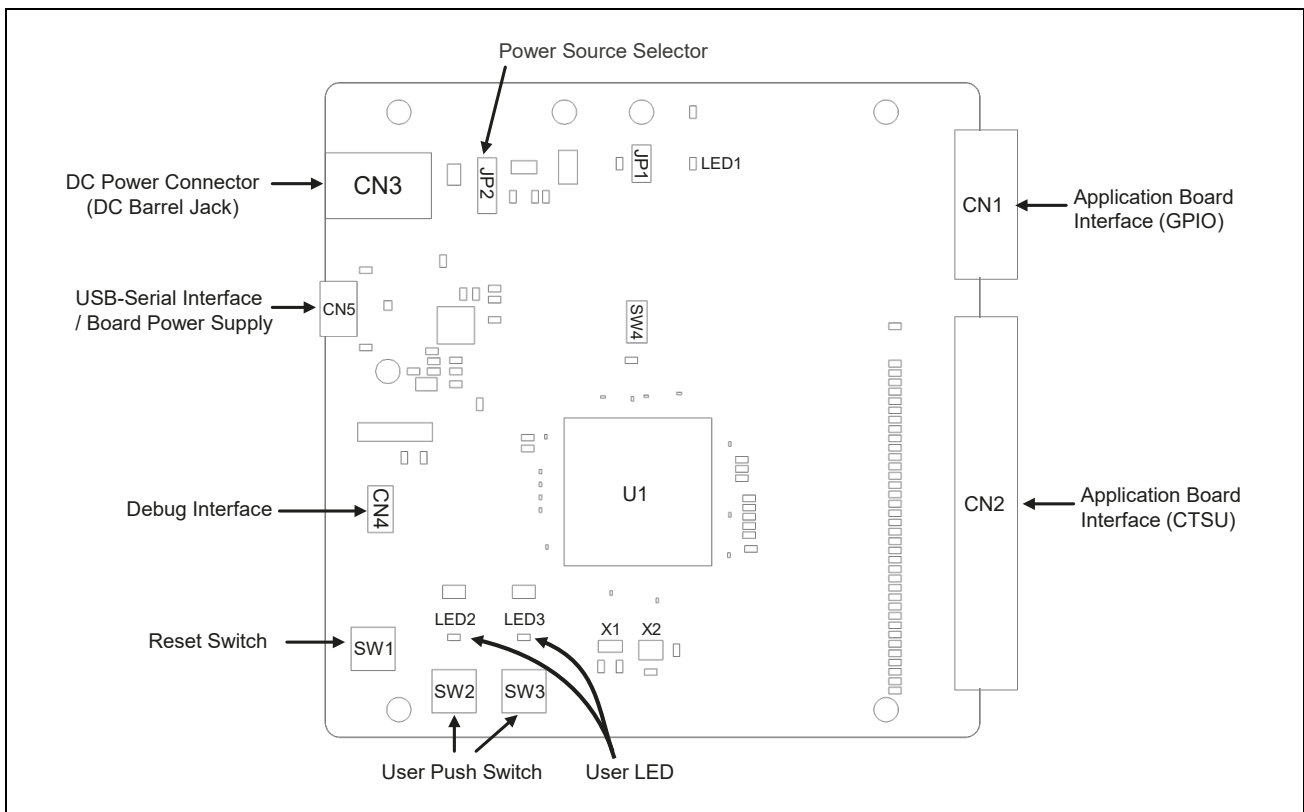 Power Source Selector
DC Power Connector
(DC Barrel Jack)
CN3
JP2
JP1
LED1
CN1
Application Board
Interface (GPIO)
USB-Serial Interface
/ Board Power Supply
CN5
SW4
Debug Interface
CN4
U1
CN2
Application Board
Interface (CTSU)
LED2
LED3
X1
X2
Reset Switch
SW1
SW2
SW3
User Push Switch
User LED